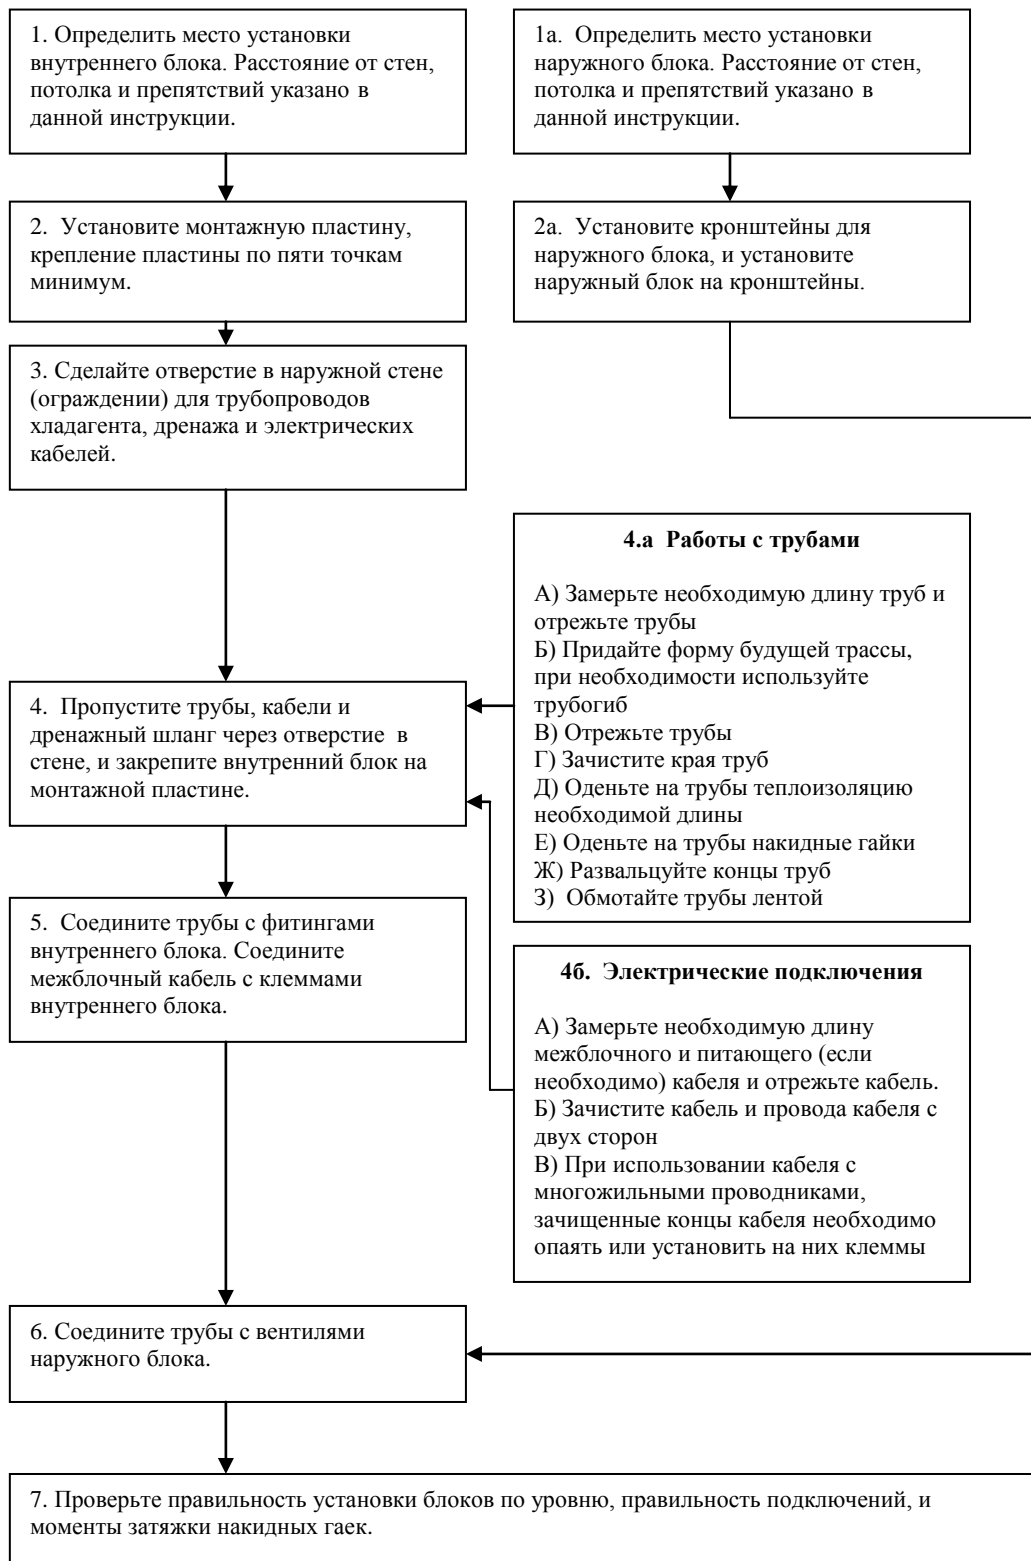 1. Определить место установки
внутреннего блока. Расстояние от стен,
потолка и препятствий указано в
данной инструкции.
1а. Определить место установки
наружного блока. Расстояние от стен,
потолка и препятствий указано в
данной инструкции.
2. Установите монтажную пластину,
крепление пластины по пяти точкам
минимум.
2а. Установите кронштейны для
наружного блока, и установите
наружный блок на кронштейны.
3. Сделайте отверстие в наружной стене
(ограждении) для трубопроводов
хладагента, дренажа и электрических
кабелей.
4.а Работы с трубами
А) Замерьте необходимую длину труб и
отрежьте трубы
Б) Придайте форму будущей трассы,
при необходимости используйте
трубогиб
В) Отрежьте трубы
Г) Зачистите края труб
Д) Оденьте на трубы теплоизоляцию
необходимой длины
Е) Оденьте на трубы накидные гайки
Ж) Развальцуйте концы труб
З) Обмотайте трубы лентой
4. Пропустите трубы, кабели и
дренажный шланг через отверстие в
стене, и закрепите внутренний блок на
монтажной пластине.
5. Соедините трубы с фитингами
внутреннего блока. Соедините
межблочный кабель с клеммами
внутреннего блока.
4б. Электрические подключения
А) Замерьте необходимую длину
межблочного и питающего (если
необходимо) кабеля и отрежьте кабель.
Б) Зачистите кабель и провода кабеля с
двух сторон
В) При использовании кабеля с
многожильными проводниками,
зачищенные концы кабеля необходимо
опаять или установить на них клеммы
6. Соедините трубы с вентилями
наружного блока.
7. Проверьте правильность установки блоков по уровню, правильность подключений, и
моменты затяжки накидных гаек.